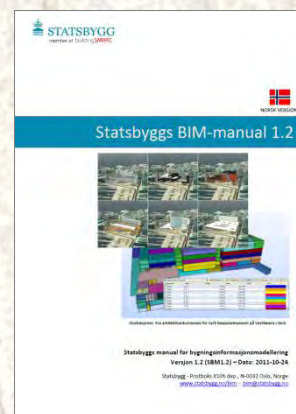 STATSBYGG
member of buildingSMART
NORSK VERSJON
Statsbyggs BIM-manual 1.2
Statsbyggs manual for bygningsinformasjonsmodellering
Versjon 1.2 (SBM1.2) – Dato: 2011-10-24
Statsbygg - Postboks 8106 dep., N-0032 Oslo, Norge
www.statsbygg.no/bim - bim@statsbygg.no